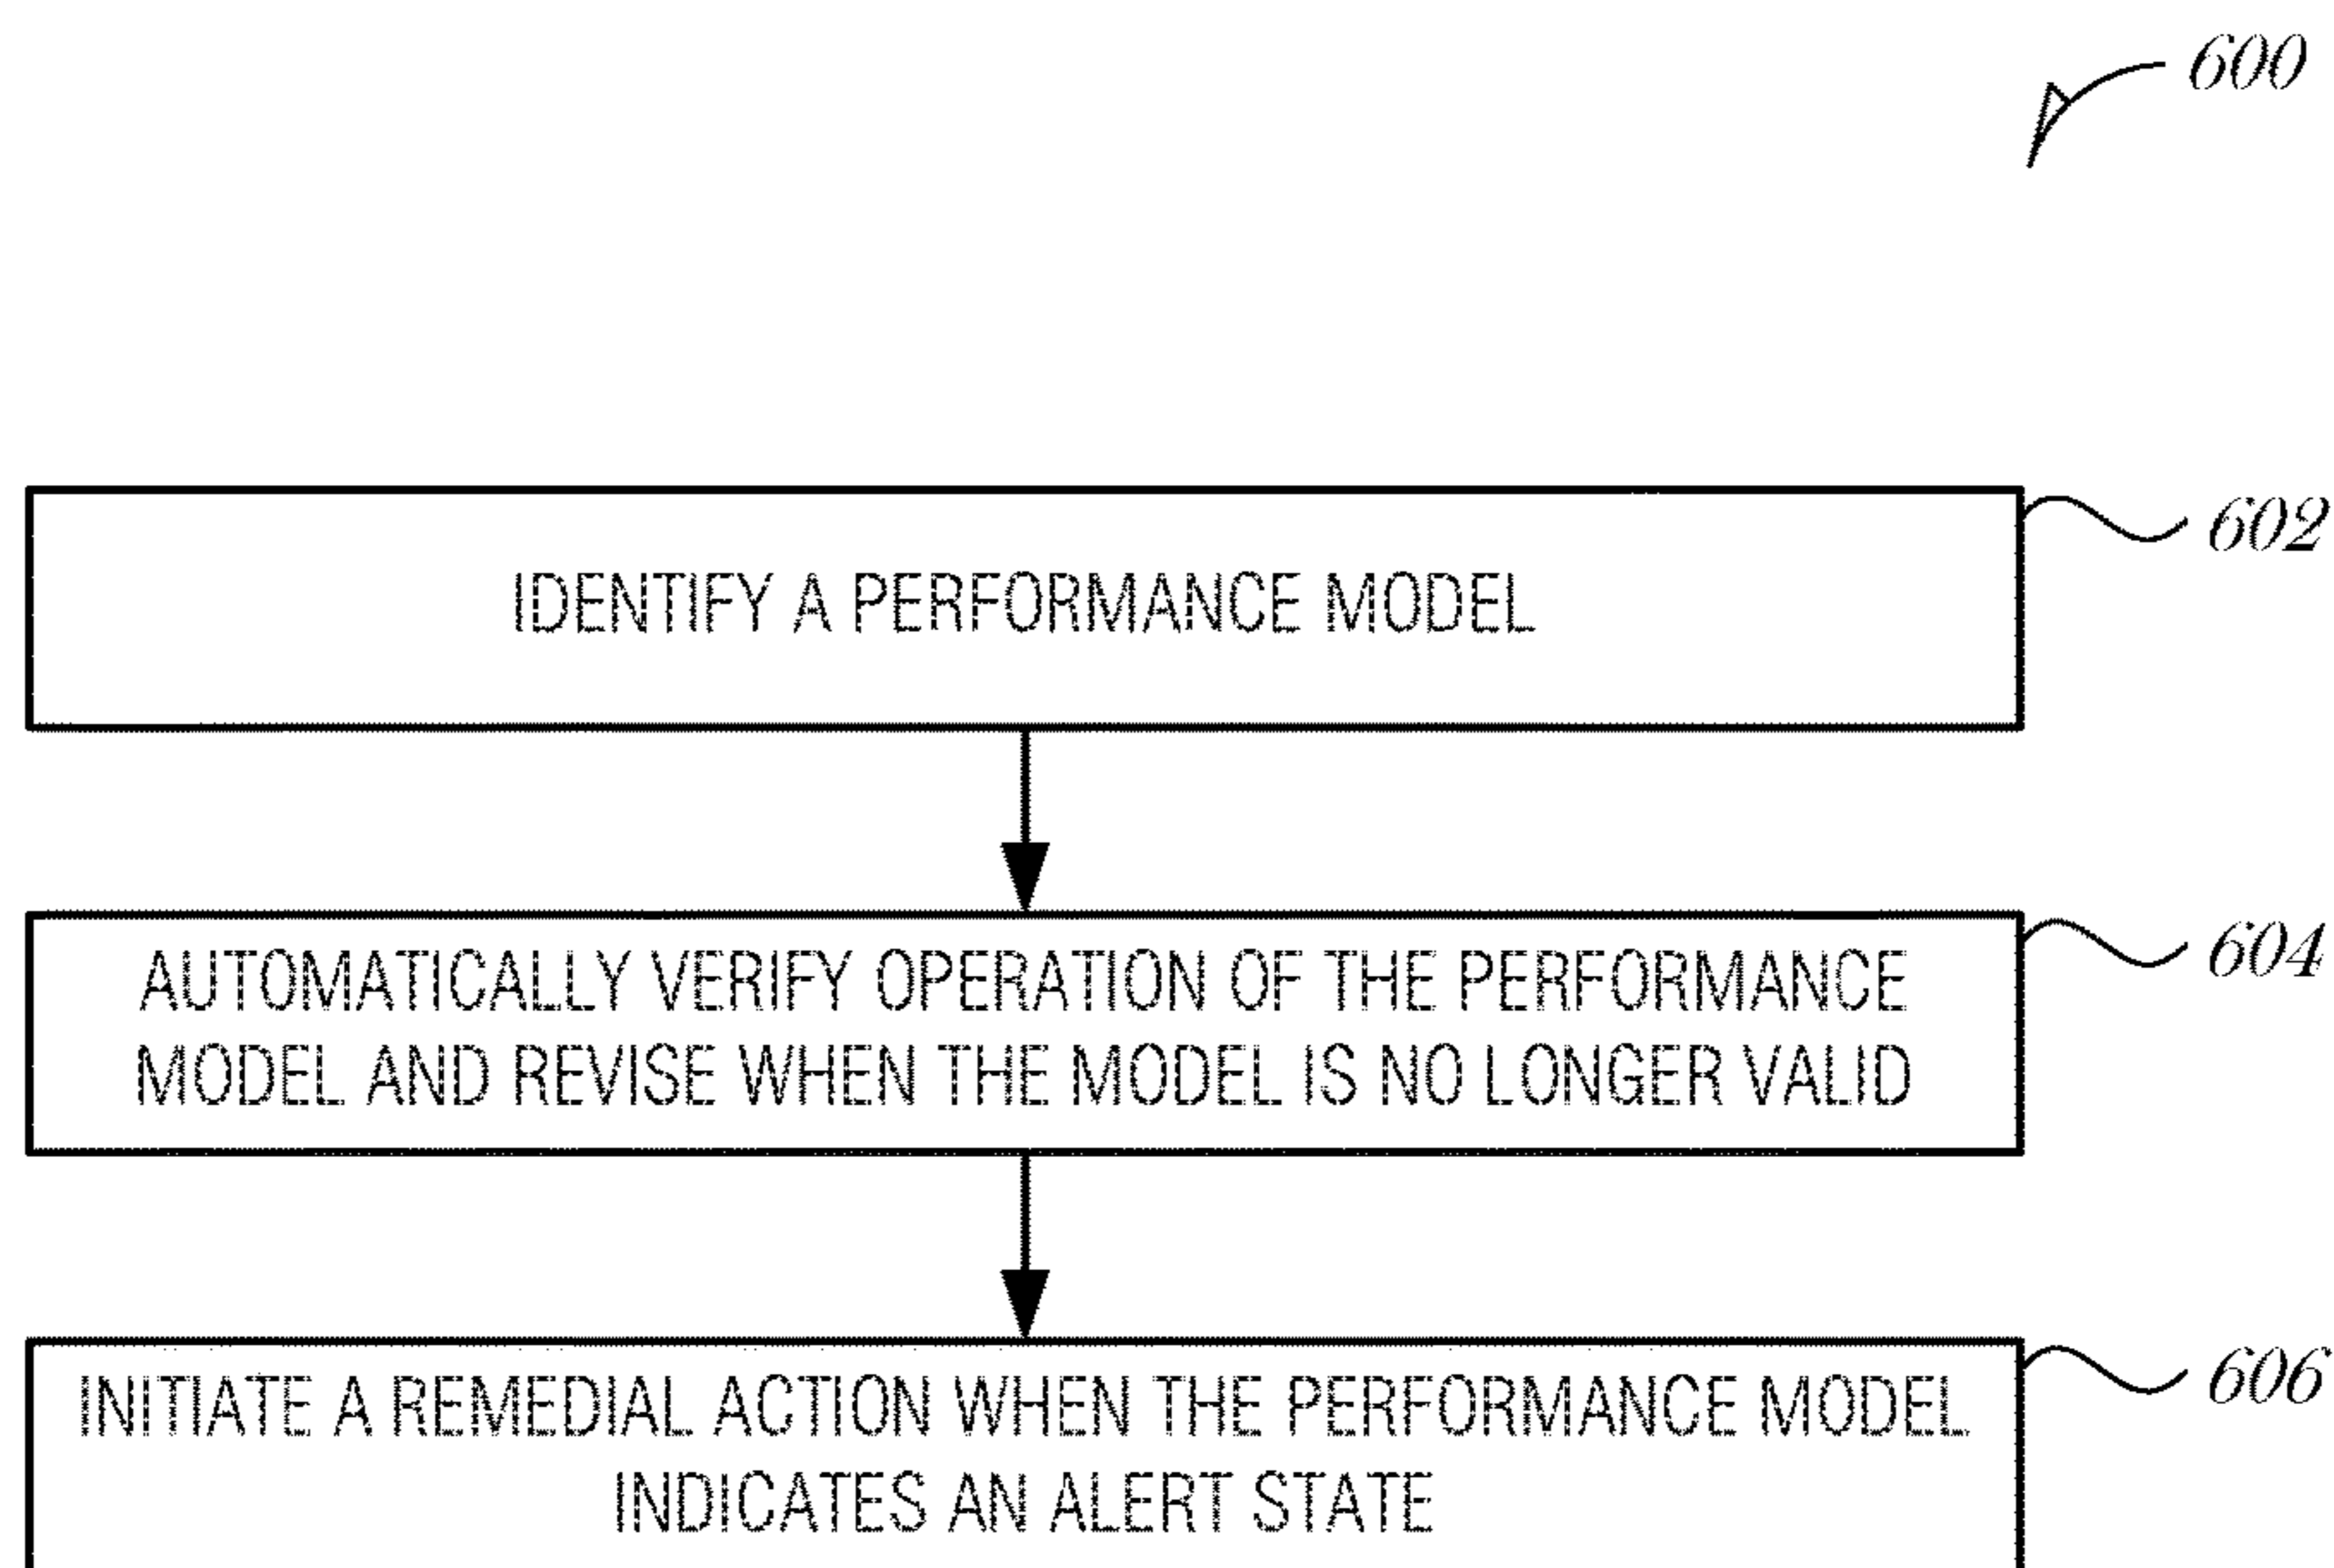 600
602
IDENTIFY A PERFORMANCE MODEL
604
AUTOMATICALLY VERIFY OPERATION OF THE PERFORMANCE
MODEL AND REVISE WHEN THE MODEL IS NO LONGER VALID
606
INITIATE A REMEDIAL ACTION WHEN THE PERFORMANCE MODEL
INDICATES AN ALERT STATE